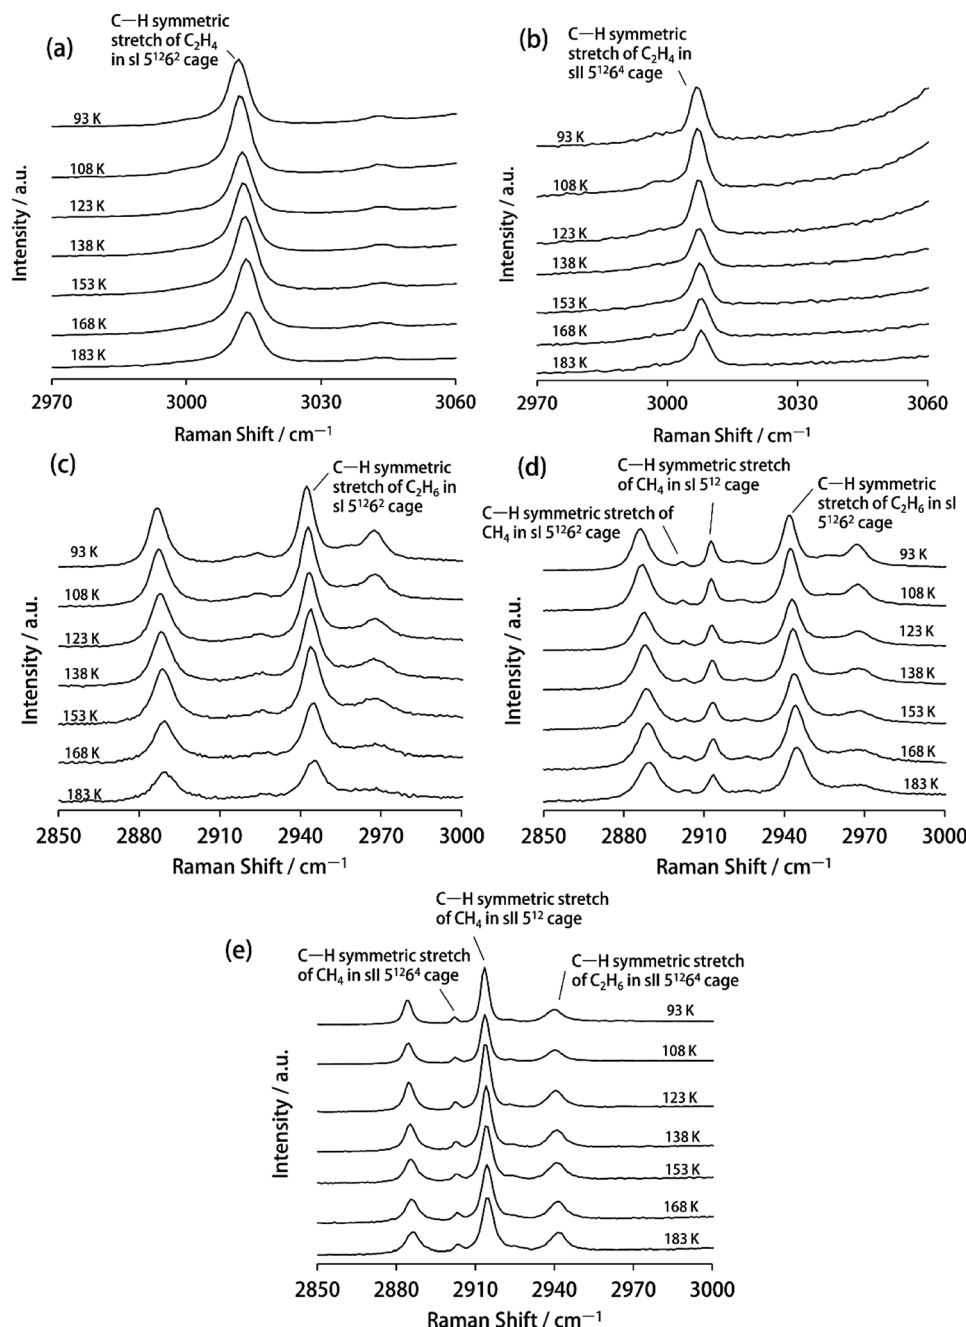 (a)
C—H symmetric
stretch of C₂H₄
in sI 5¹²6² cage
93 K
108 K
123 K
138 K
153 K
168 K
183 K
Intensity / a.u.
2970 3000 3030 3060
Raman Shift / cm⁻¹
(b)
C—H symmetric
stretch of C₂H₄ in
sII 5¹²6⁴ cage
93 K
108 K
123 K
138 K
153 K
168 K
183 K
Intensity / a.u.
2970 3000 3030 3060
Raman Shift / cm⁻¹
(c)
C—H symmetric
stretch of C₂H₆ in
sI 5¹²6² cage
93 K
108 K
123 K
138 K
153 K
168 K
183 K
Intensity / a.u.
2850 2880 2910 2940 2970 3000
Raman Shift / cm⁻¹
(d)
C—H symmetric stretch
of CH₄ in sI 5¹² cage
C—H symmetric stretch of
CH₄ in sI 5¹²6² cage
C—H symmetric
stretch of C₂H₆ in sI
5¹²6² cage
93 K
108 K
123 K
138 K
153 K
168 K
183 K
Intensity / a.u.
2850 2880 2910 2940 2970 3000
Raman Shift / cm⁻¹
(e)
C—H symmetric stretch
of CH₄ in sII 5¹² cage
C—H symmetric stretch
of CH₄ in sII 5¹²6⁴ cage
C—H symmetric stretch
of C₂H₆ in sII 5¹²6⁴ cage
93 K
108 K
123 K
138 K
153 K
168 K
183 K
Intensity / a.u.
2850 2880 2910 2940 2970 3000
Raman Shift / cm⁻¹